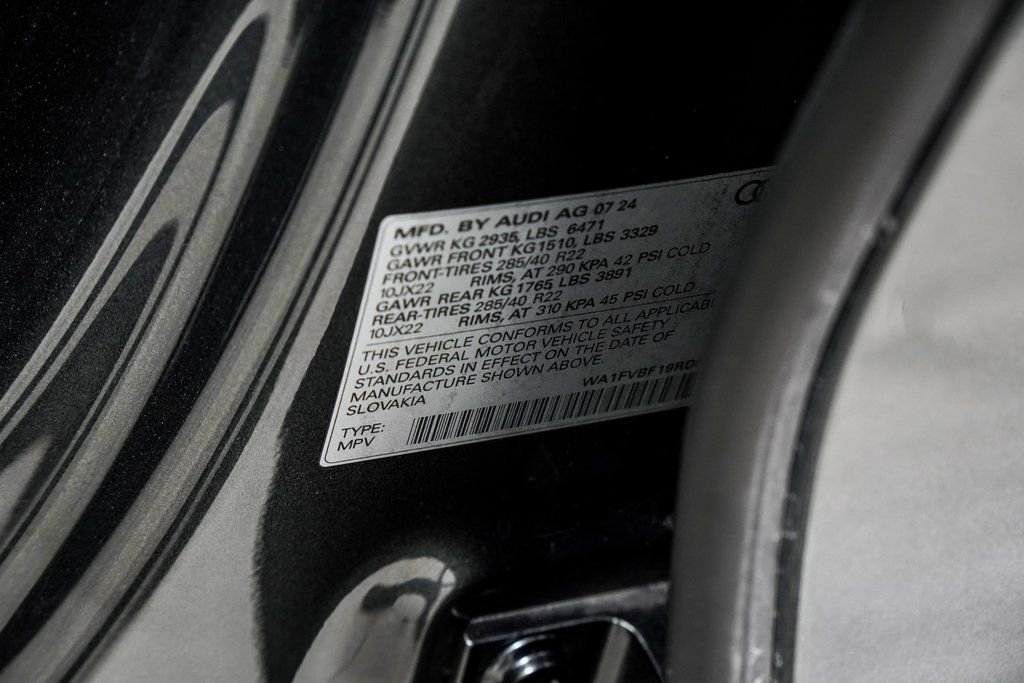 MFD. BY AUDI AG 07 24
GVWR KG 2935, LBS 6471
GAWR FRONT KG1510, LBS 3329
FRONT-TIRES 285/40 R22
10JX22 RIMS, AT 290 KPA 42 PSI COLD
GAWR REAR KG 1765, LBS 3891
REAR-TIRES 285/40 R22
10JX22 RIMS, AT 310 KPA 45 PSI COLD
THIS VEHICLE CONFORMS TO ALL APPLICABL
U.S. FEDERAL MOTOR VEHICLE SAFETY
STANDARDS IN EFFECT ON THE DATE OF
MANUFACTURE SHOWN ABOVE.
SLOVAKIA WA1FVBF19RD
TYPE:
MPV